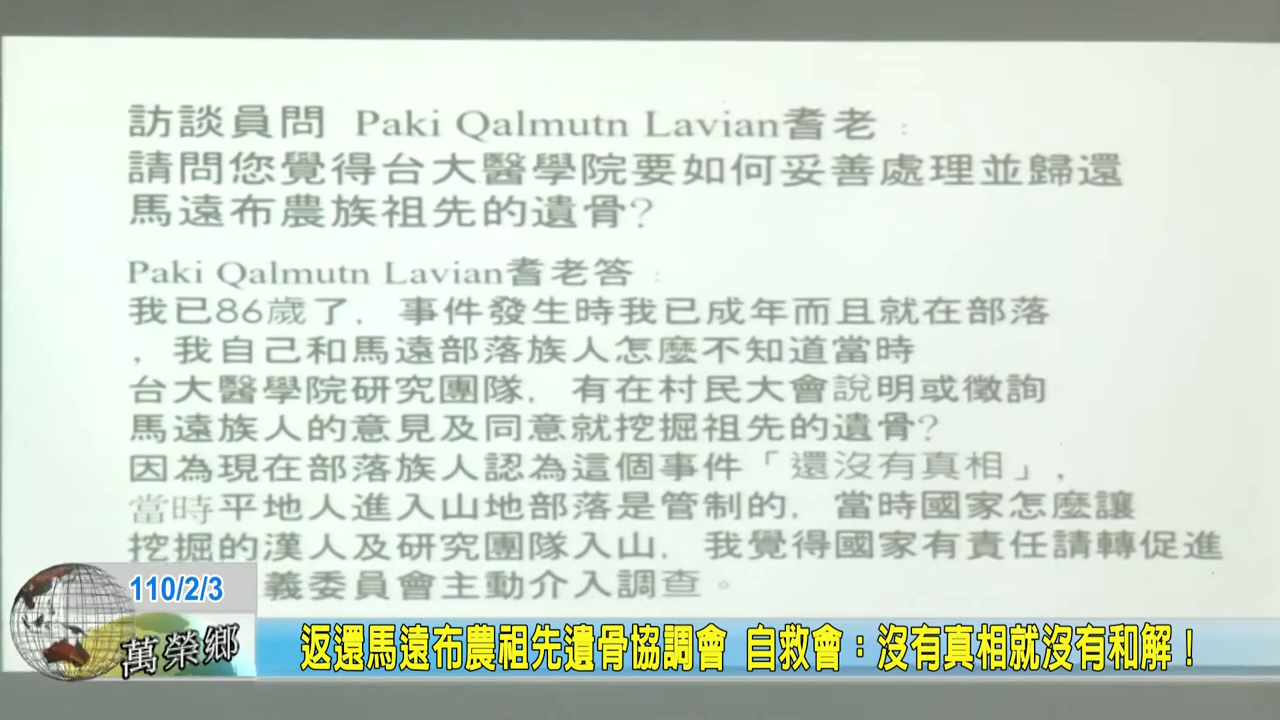 訪談員問 Paki Qalmutn Lavian耆老：
請問您覺得台大醫學院要如何妥善處理並歸還
馬遠布農族祖先的遺骨?
Paki Qalmutn Lavian耆老答：
我已86歲了，事件發生時我已成年而且就在部落
，我自己和馬遠部落族人怎麼不知道當時
台大醫學院研究團隊，有在村民大會說明或徵詢
馬遠族人的意見及同意就挖掘祖先的遺骨?
因為現在部落族人認為這個事件「還沒有真相」，
當時平地人進入山地部落是管制的，當時國家怎麼讓
挖掘的漢人及研究團隊入山，我覺得國家有責任請轉促進
義委員會主動介入調查。
110/2/3
萬榮鄉
返還馬遠布農祖先遺骨協調會 自救會：沒有真相就沒有和解！